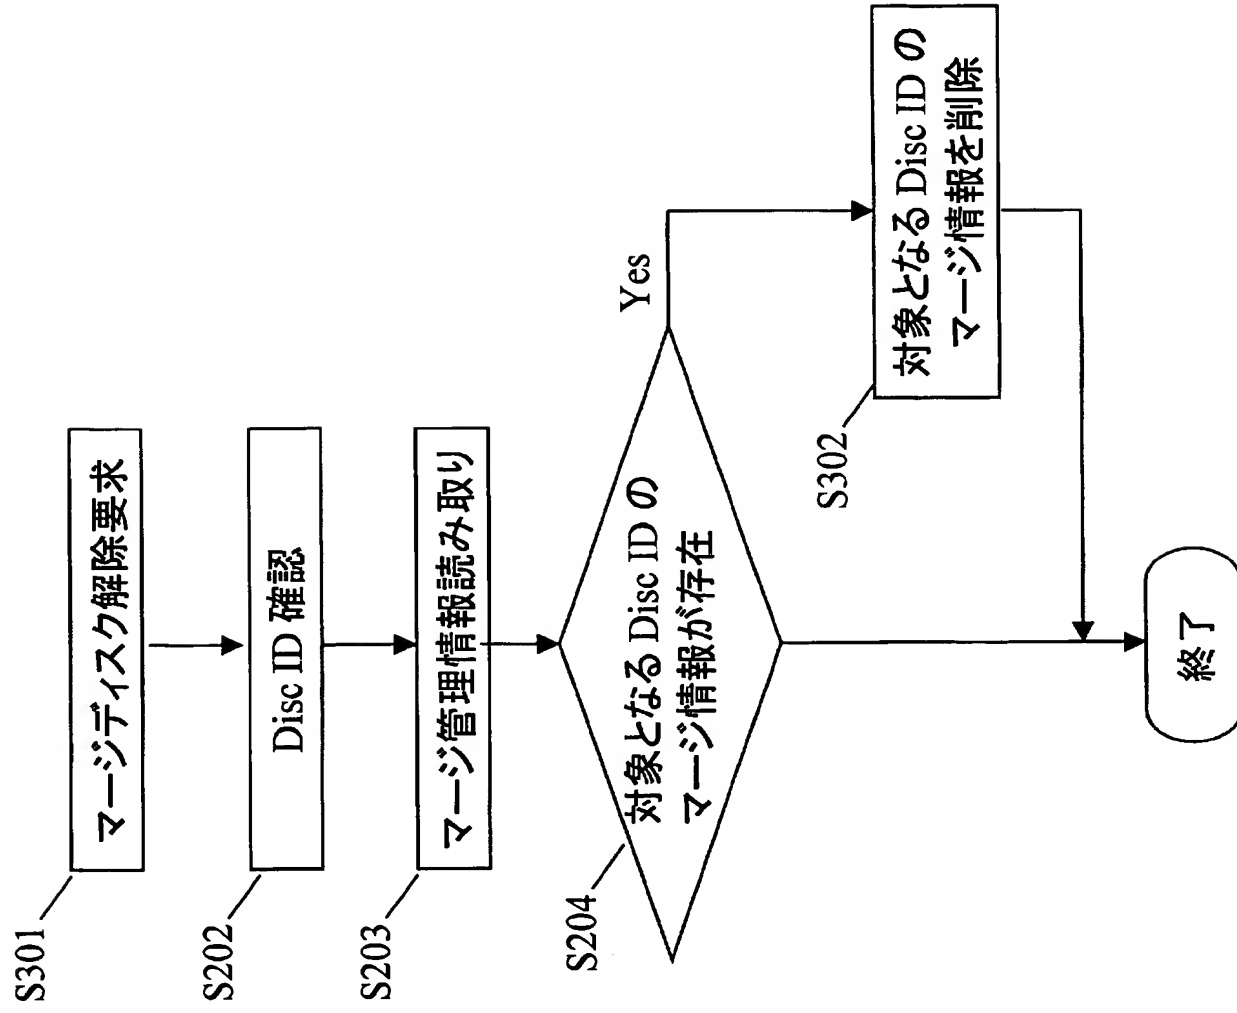 S301
マージディスク解除要求
S202
Disc ID 確認
S203
マージ管理情報読み取り
S204
対象となる Disc ID の
マージ情報が存在
Yes
S302
対象となる Disc ID の
マージ情報を削除
終了